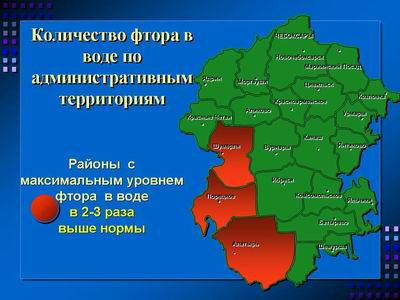 Количество фтора в
воде по
административным
территориям
Районы с
максимальным уровнем
фтора в воде
в 2-3 раза
выше нормы
ЧЕБОКСАРЫ
Новочебоксарск
Мариинский Посад
Ядрин
Моргауши
Цивильск
Козловка
Красноармейское
Аликово
Урмары
Красные Четаи
Канаш
Янтиково
Шумерля
Вурнары
Ибреси
Порецкое
Комсомольское
Яльчики
Батырево
Алатырь
Шемурша